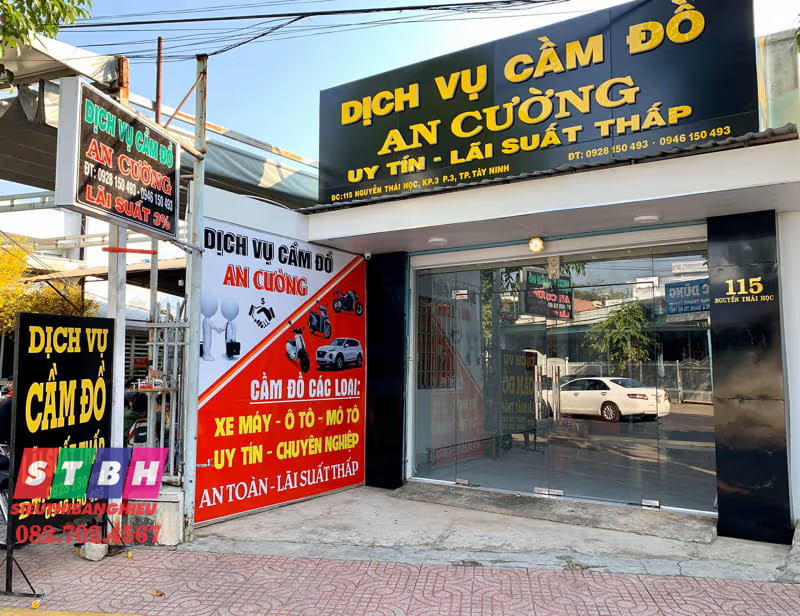 DỊCH VỤ CẦM ĐỒ
AN CƯỜNG
UY TÍN - LÃI SUẤT THẤP
ĐT: 0928 150 493 - 0946 150 493
ĐC: 115 NGUYỄN THÁI HỌC, KP.3 P.3, TP. TÂY NINH
DỊCH VỤ CẦM ĐỒ
AN CƯỜNG
ĐT: 0928 150 493 - 0946 150 493
LÃI SUẤT 3%
DỊCH VỤ CẦM ĐỒ
AN CƯỜNG
$
CẦM ĐỒ CÁC LOẠI:
XE MÁY - Ô TÔ - MÔ TÔ
UY TÍN - CHUYÊN NGHIỆP
AN TOÀN - LÃI SUẤT THẤP
115
NGUYỄN THÁI HỌC
DỊCH VỤ
CẦM ĐỒ
LÃI SUẤT THẤP
STBH
SIEUTHIBANGHIEU
082.702.4567